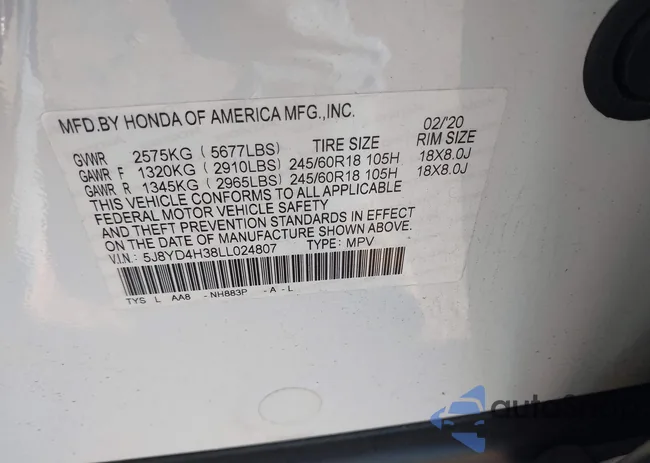 MFD.BY HONDA OF AMERICA MFG.,INC. 02/'20
GVWR 2575KG ( 5677LBS) TIRE SIZE RIM SIZE
GAWR F 1320KG ( 2910LBS) 245/60R18 105H 18X8.0J
GAWR R 1345KG ( 2965LBS) 245/60R18 105H 18X8.0J
THIS VEHICLE CONFORMS TO ALL APPLICABLE
FEDERAL MOTOR VEHICLE SAFETY
AND THEFT PREVENTION STANDARDS IN EFFECT
ON THE DATE OF MANUFACTURE SHOWN ABOVE.
V.I.N.: 5J8YD4H38LL024807 TYPE: MPV
TYS L AA8 -NH883P -A-L